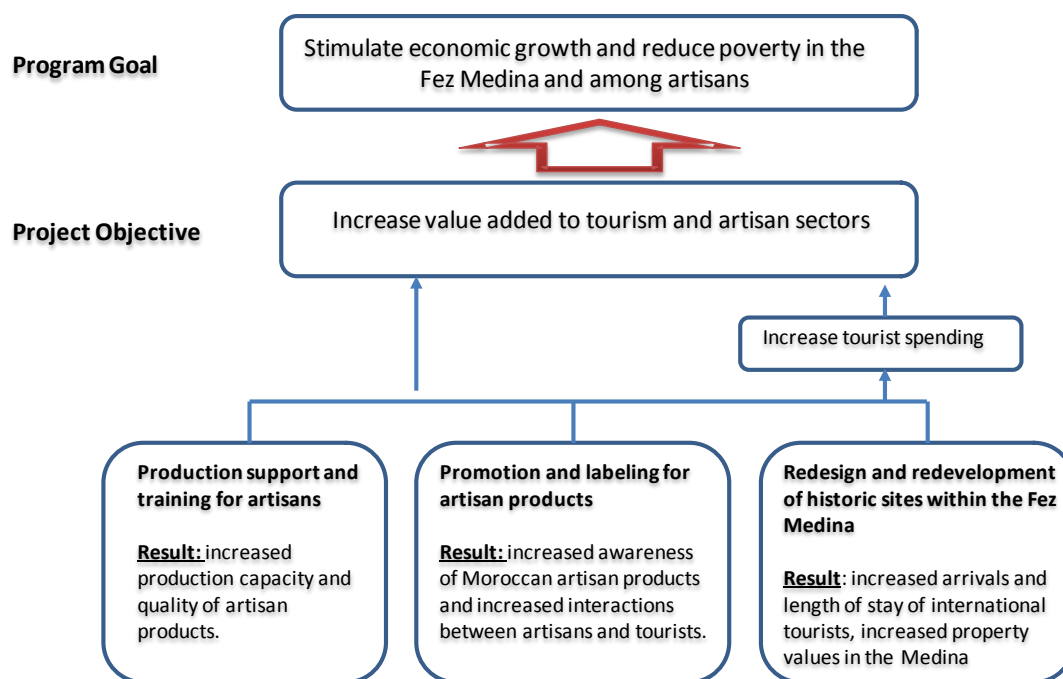 Program Goal
Stimulate economic growth and reduce poverty in the
Fez Medina and among artisans
Project Objective
Increase value added to tourism and artisan sectors
Increase tourist spending
Production support and
training for artisans
Result: increased
production capacity and
quality of artisan
products.
Promotion and labeling for
artisan products
Result: increased awareness
of Moroccan artisan products
and increased interactions
between artisans and tourists.
Redesign and redevelopment
of historic sites within the Fez
Medina
Result: increased arrivals and
length of stay of international
tourists, increased property
values in the Medina